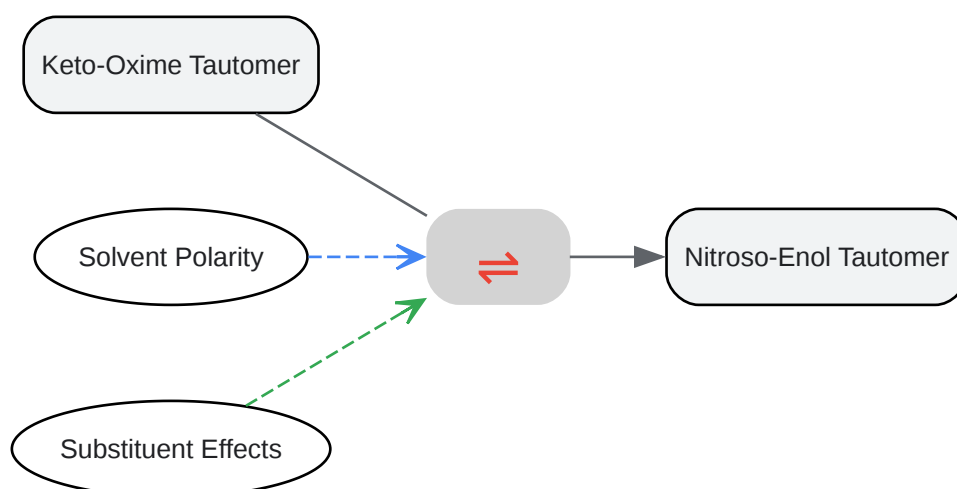 Keto-Oxime Tautomer
Solvent Polarity
⇌
Nitroso-Enol Tautomer
Substituent Effects